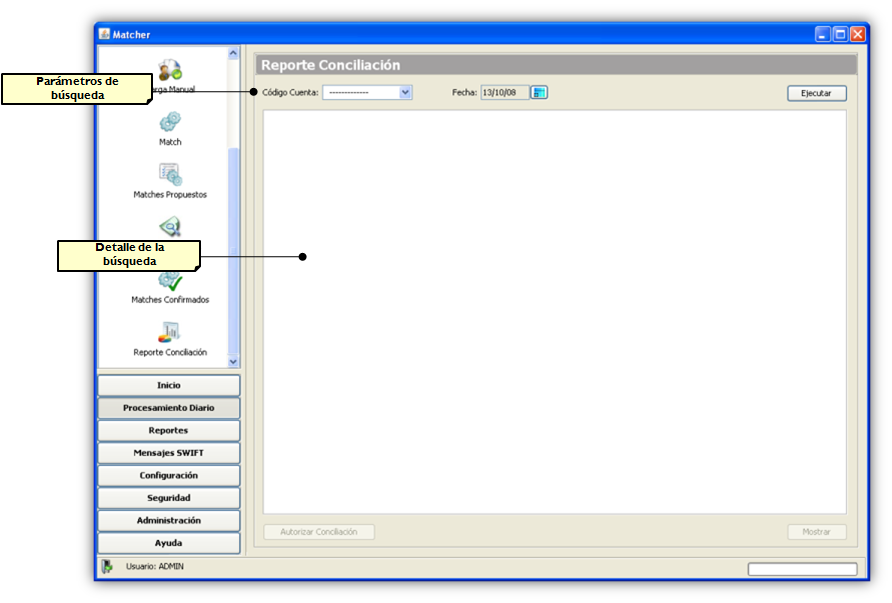 Matcher
Reporte Conciliación
Parámetros de
búsqueda
rga Manual
Código Cuenta: -------------
Fecha: 13/10/08
Ejecutar
Match
Matches Propuestos
Detalle de la
búsqueda
Matches Confirmados
Reporte Conciliación
Inicio
Procesamiento Diario
Reportes
Mensajes SWIFT
Configuración
Seguridad
Administración
Ayuda
Autorizar Conciliación
Mostrar
Usuario: ADMIN